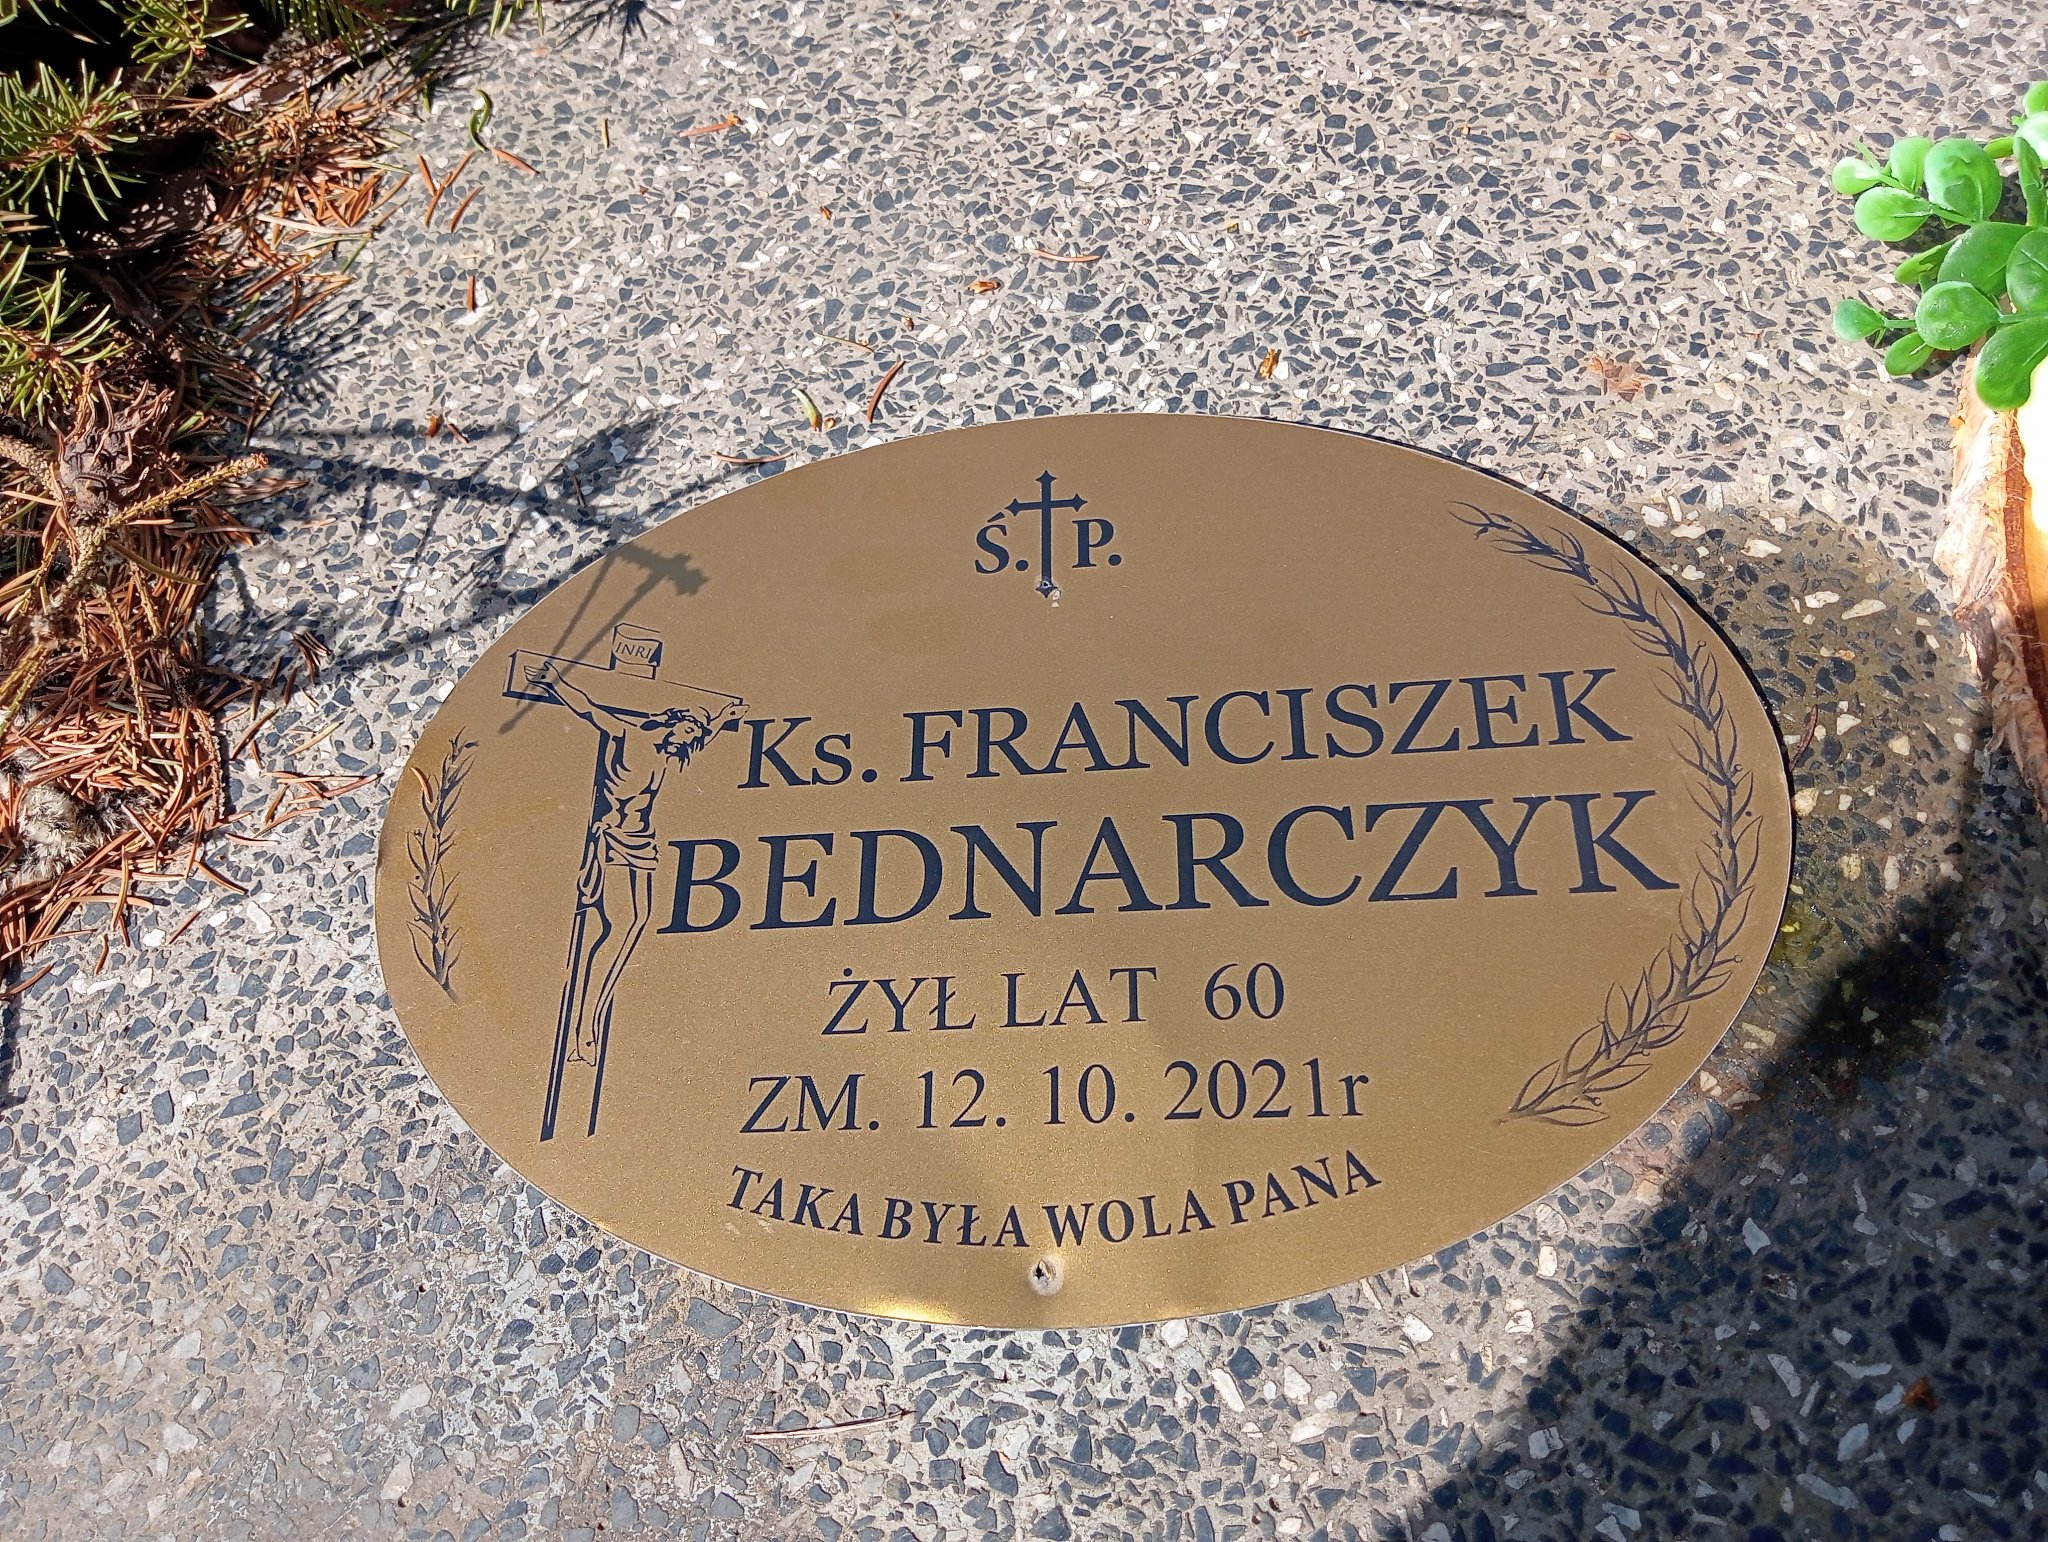 Ś. P.
INRI
Ks. FRANCISZEK
BEDNARCZYK
ŻYŁ LAT 60
ZM. 12. 10. 2021r
TAKA BYŁA WOLA PANA